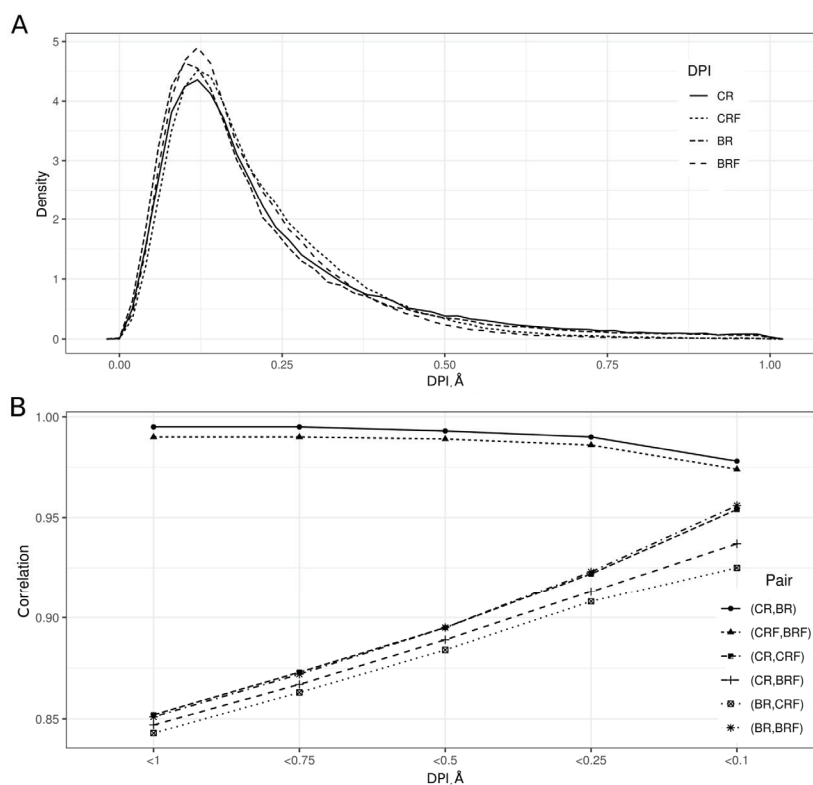 A
5
4
3
2
1
0
Density
0.00
0.25
0.50
0.75
1.00
DPI, Å
DPI
CR
CRF
BR
BRF
B
1.00
0.95
0.90
0.85
Correlation
<1
<0.75
<0.5
<0.25
<0.1
DPI, Å
Pair
(CR,BR)
(CRF,BRF)
(CR,CRF)
(CR,BRF)
(BR,CRF)
(BR,BRF)